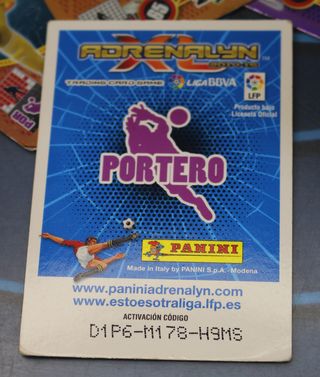 ADRENALYN
XL
TRADING CARD GAME
LIGA BBVA
LFP
Producto bajo
Licencia Oficial
PORTERO
PANINI
Made in Italy by PANINI S.p.A. - Modena
www.paniniadrenalyn.com
www.estoesotraliga.lfp.es
ACTIVACIÓN CÓDIGO
D1P6-M178-H9MS